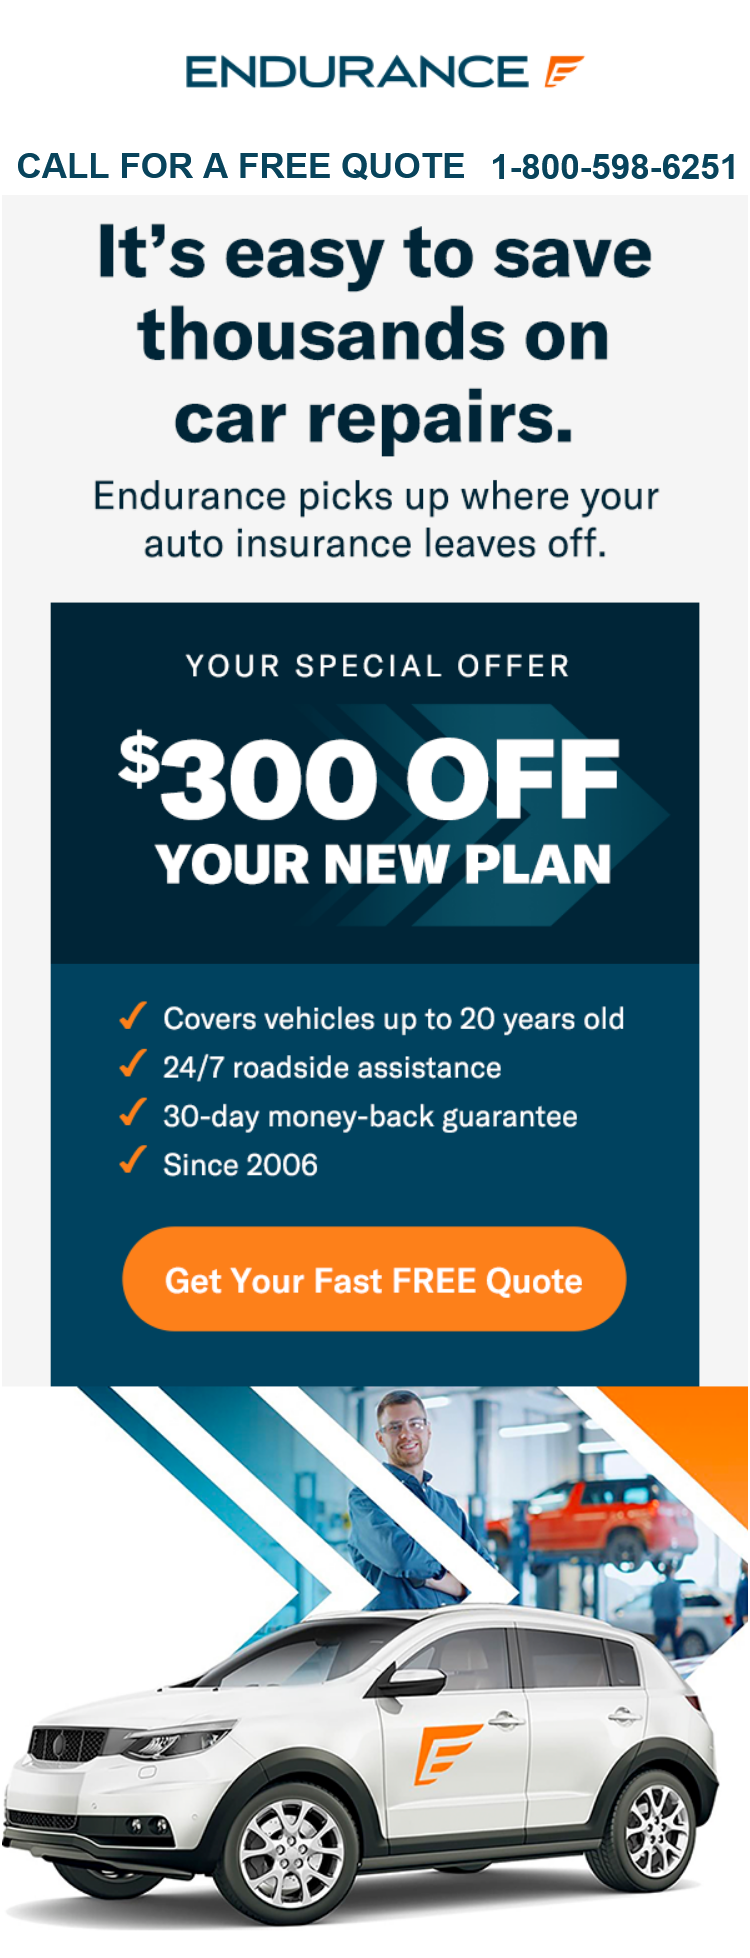 ENDURANCE
CALL FOR A FREE QUOTE 1-800-598-6251
It’s easy to save
thousands on
car repairs.
Endurance picks up where your
auto insurance leaves off.
YOUR SPECIAL OFFER
$300 OFF
YOUR NEW PLAN
✓ Covers vehicles up to 20 years old
✓ 24/7 roadside assistance
✓ 30-day money-back guarantee
✓ Since 2006
Get Your Fast FREE Quote